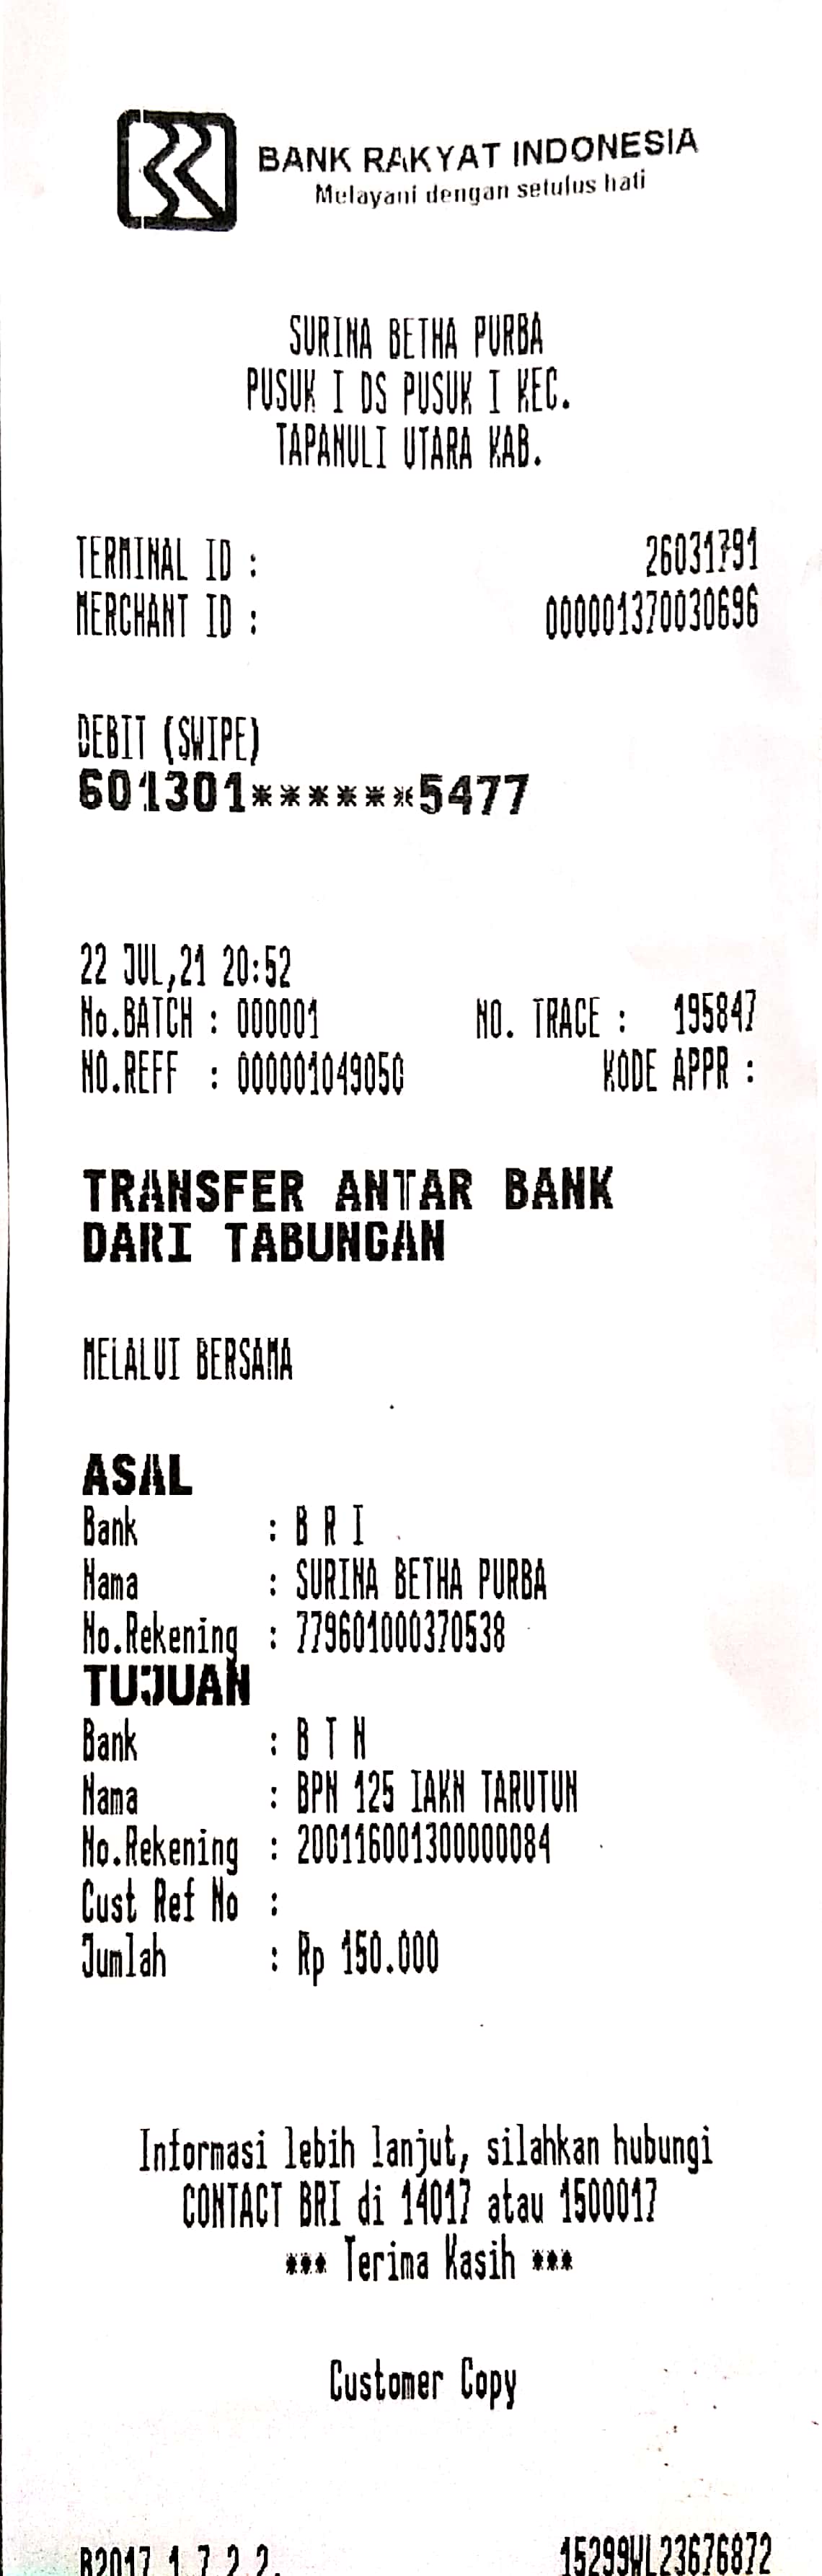 BANK RAKYAT INDONESIA
Melayani dengan setulus hati
SURINA BETHA PURBA
PUSUK I DS PUSUK I KEC.
TAPANULI UTARA KAB.
TERMINAL ID : 26031791
MERCHANT ID : 000001370030696
DEBIT (SWIPE)
601301******5477
22 JUL,21 20:52
No.BATCH : 000001 NO. TRACE : 195847
NO.REFF : 000001049050 KODE APPR :
TRANSFER ANTAR BANK
DARI TABUNGAN
MELALUI BERSAMA
ASAL
Bank : B R I
Nama : SURINA BETHA PURBA
No.Rekening : 779601000370538
TUJUAN
Bank : B T N
Nama : BPN 125 IAKN TARUTUN
No.Rekening : 200116001300000084
Cust Ref No :
Jumlah : Rp 150.000
Informasi lebih lanjut, silahkan hubungi
CONTACT BRI di 14017 atau 1500017
*** Terima Kasih ***
Customer Copy
B2017.1.7.2.2. 15299WL23676872